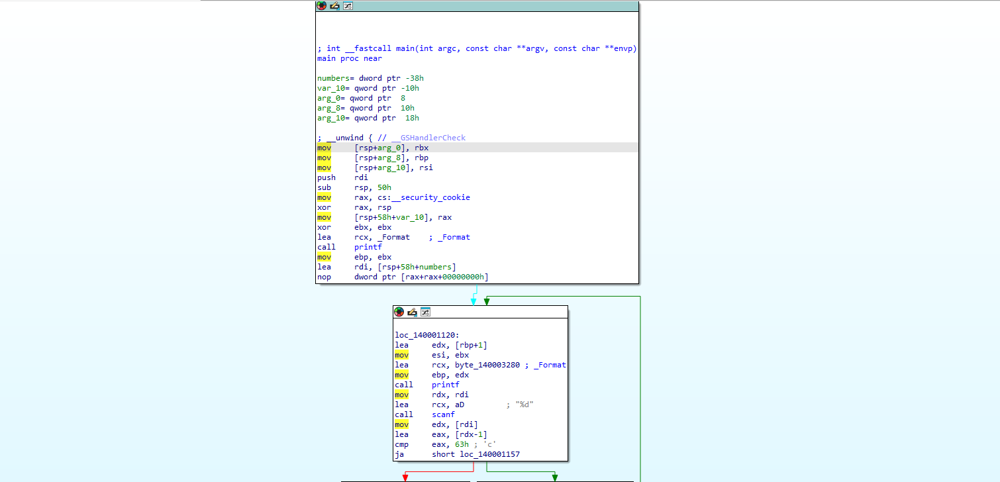 ; int __fastcall main(int argc, const char **argv, const char **envp)
main proc near
numbers= dword ptr -38h
var_10= qword ptr -10h
arg_0= qword ptr  8
arg_8= qword ptr  10h
arg_10= qword ptr  18h
; __unwind { // __GSHandlerCheck
mov     [rsp+arg_0], rbx
mov     [rsp+arg_8], rbp
mov     [rsp+arg_10], rsi
push    rdi
sub     rsp, 50h
mov     rax, cs:__security_cookie
xor     rax, rsp
mov     [rsp+58h+var_10], rax
xor     ebx, ebx
lea     rcx, _Format    ; _Format
call    printf
mov     ebp, ebx
lea     rdi, [rsp+58h+numbers]
nop     dword ptr [rax+rax+00000000h]
loc_140001120:
lea     edx, [rbp+1]
mov     esi, ebx
lea     rcx, byte_140003280 ; _Format
mov     ebp, edx
call    printf
mov     rdx, rdi
lea     rcx, aD         ; "%d"
call    scanf
mov     edx, [rdi]
lea     eax, [rdx-1]
cmp     eax, 63h ; 'c'
ja      short loc_140001157